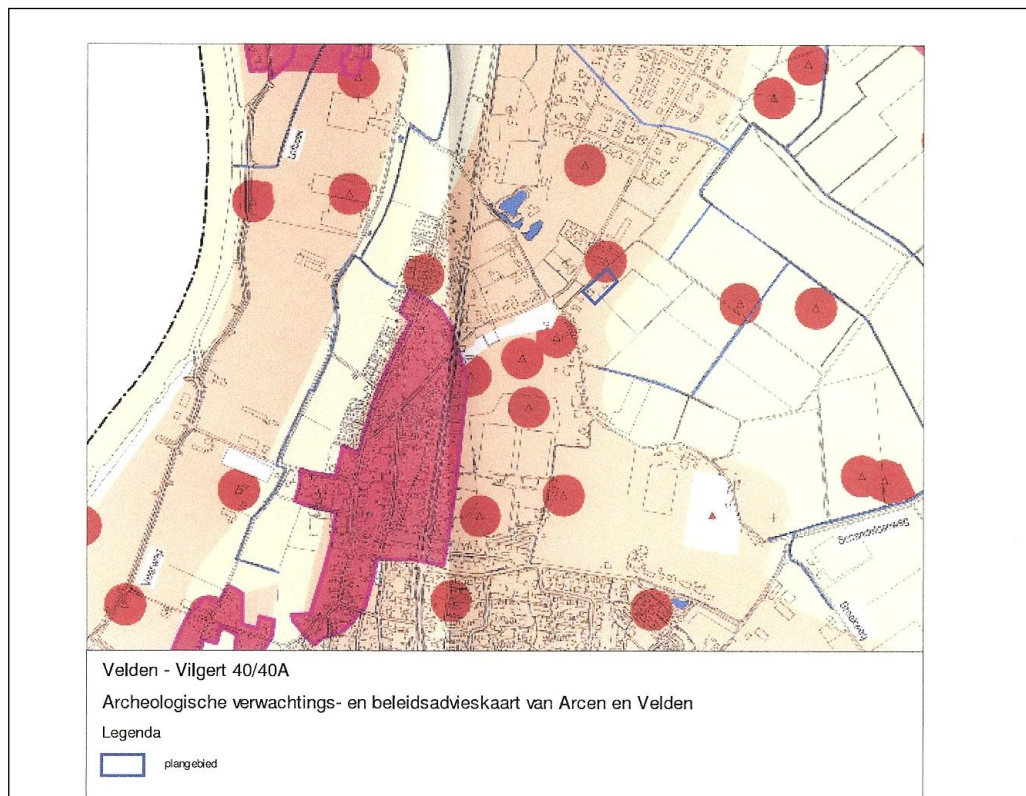 Velden - Vilgert 40/40A
Archeologische verwachtings- en beleidsadvieskaart van Arcen en Velden
Legenda
plangebied